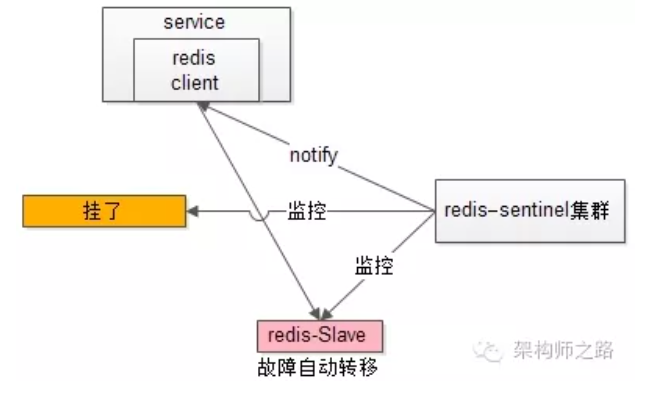 service
redis
client
notify
挂了
监控
redis-sentinel集群
监控
redis-Slave
故障自动转移
架构师之路